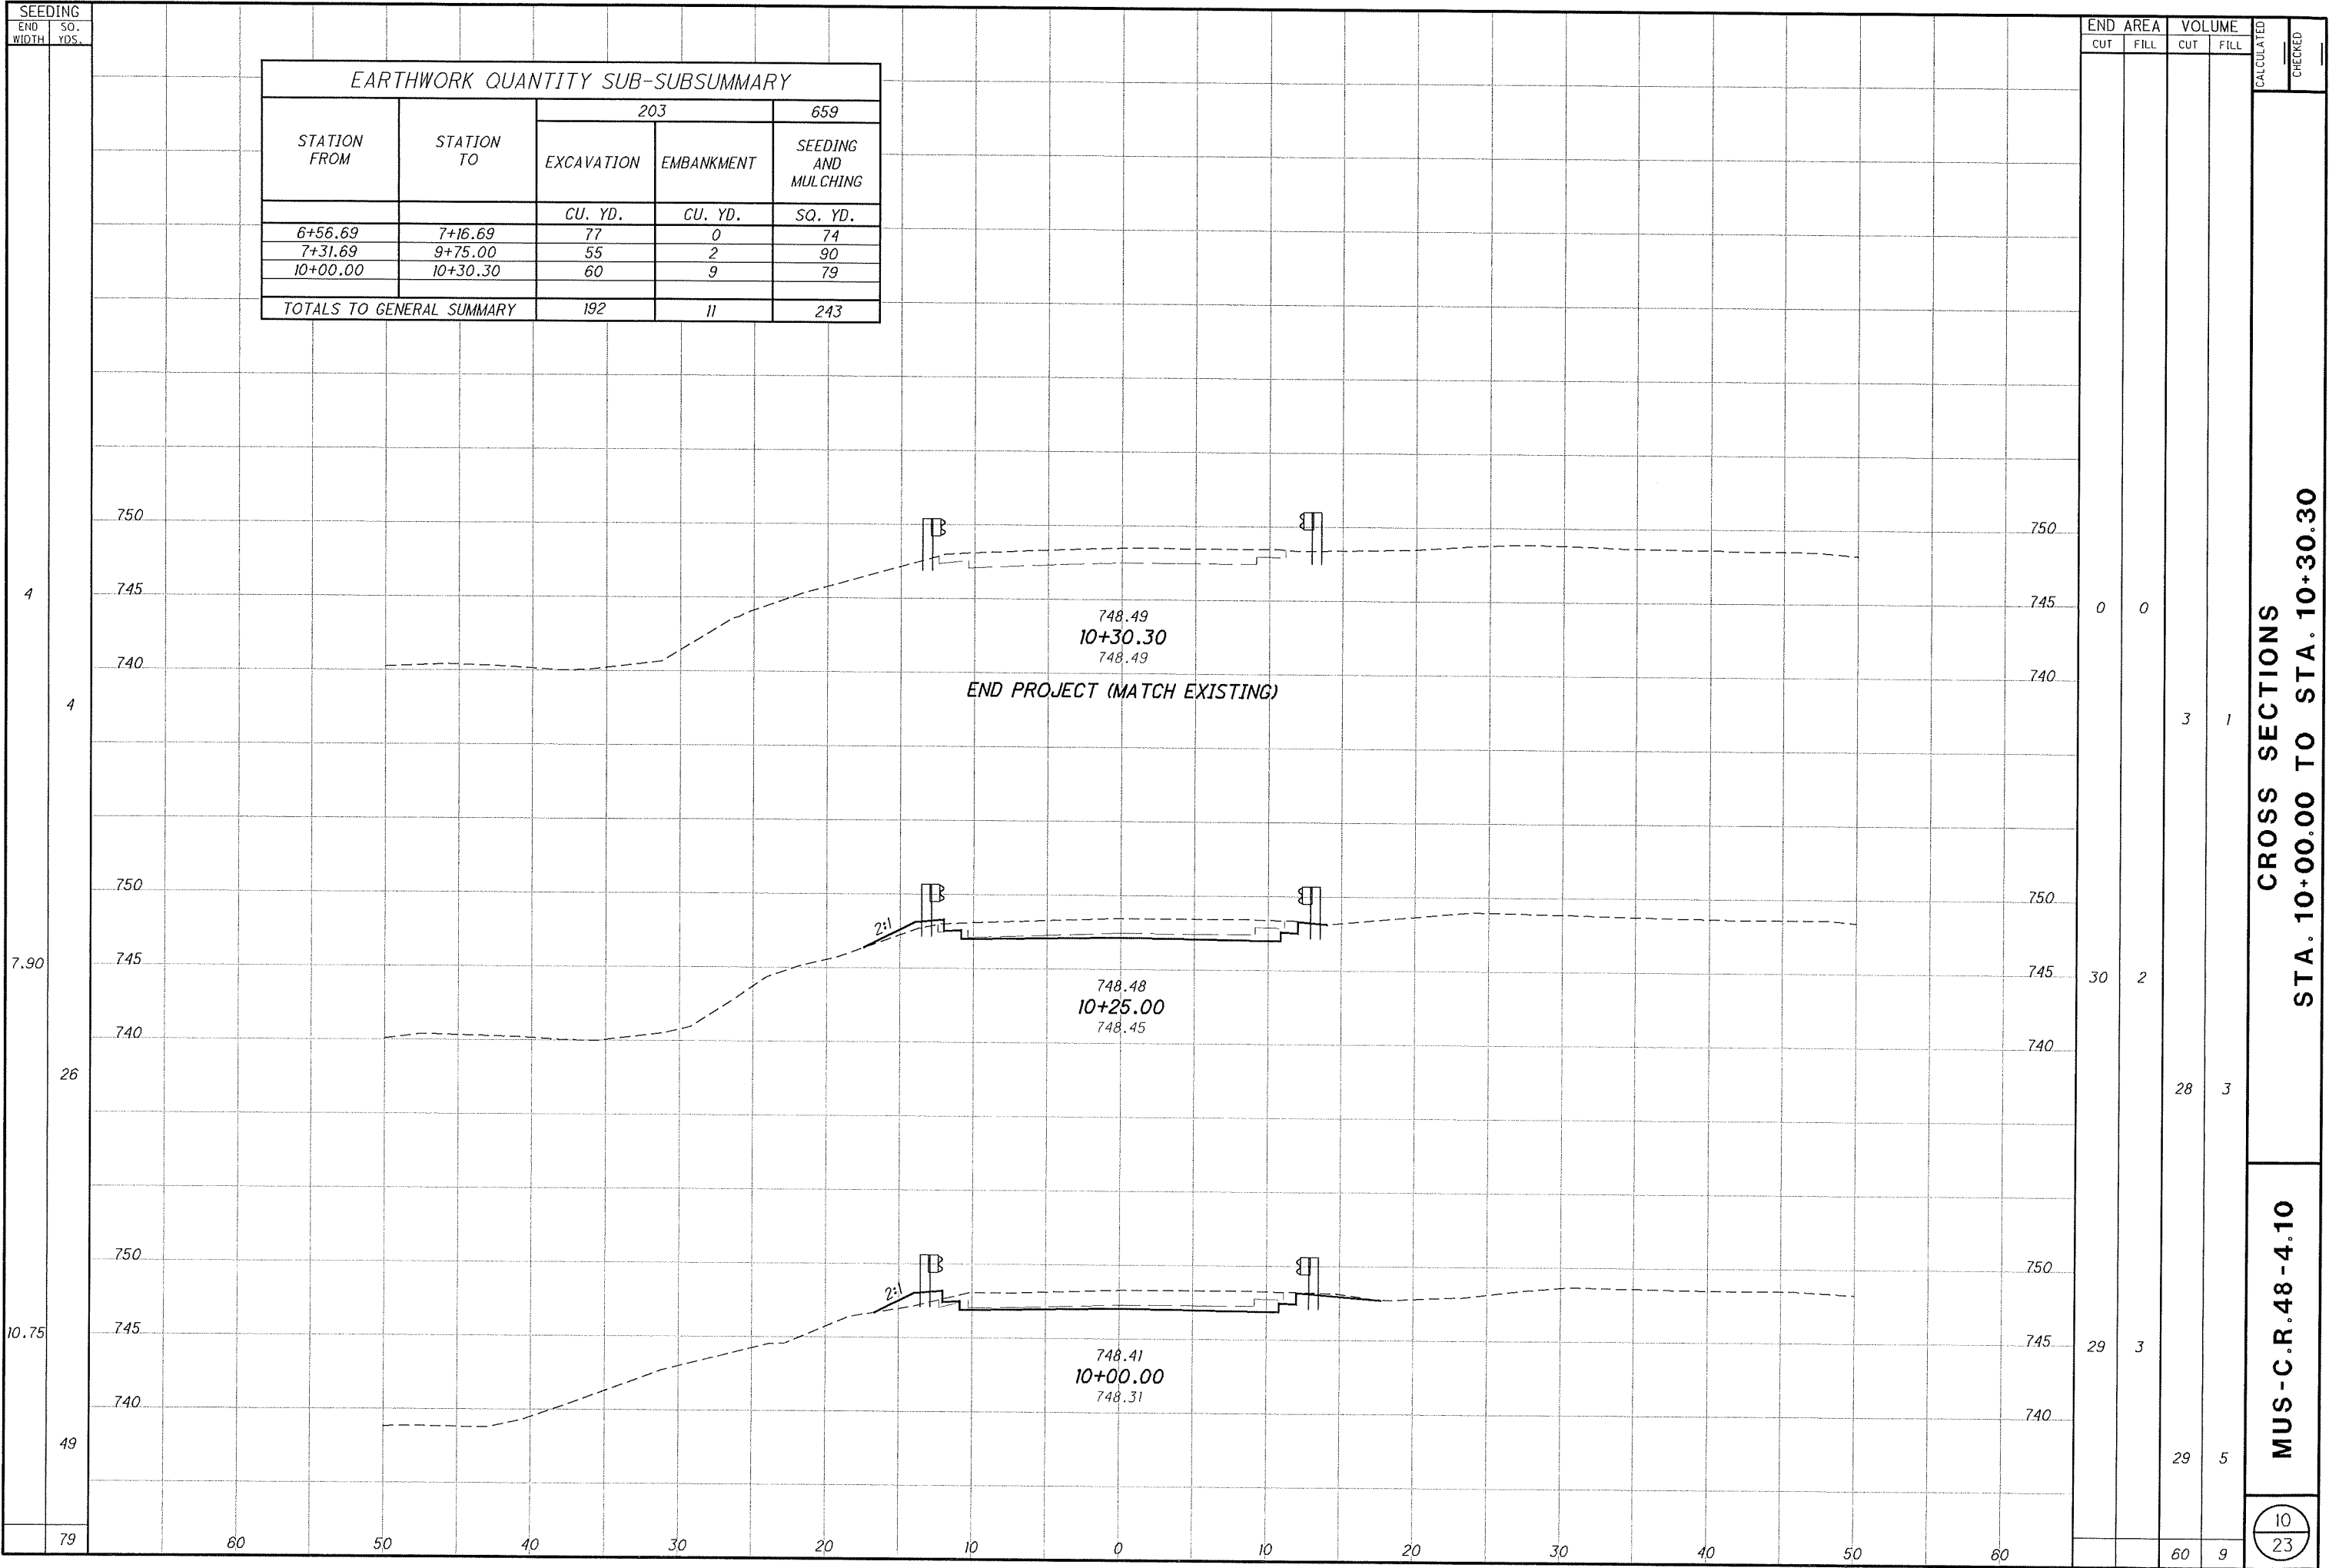 SEEDING
END WIDTH SQ. YDS.
EARTHWORK QUANTITY SUB-SUBSUMMARY
203 659
STATION FROM STATION TO EXCAVATION EMBANKMENT SEEDING AND MULCHING
CU. YD. CU. YD. SQ. YD.
6+56.69 7+16.69 77 0 74
7+31.69 9+75.00 55 2 90
10+00.00 10+30.30 60 9 79
TOTALS TO GENERAL SUMMARY 192 11 243
END AREA VOLUME
CUT FILL CUT FILL
CALCULATED
CHECKED
750 750
4 745 745 0 0
748.49
10+30.30
748.49
740 740
END PROJECT (MATCH EXISTING)
4 3 1
750 750
2:1
7.90 745 745 30 2
748.48
10+25.00
748.45
740 740
26 28 3
750 750
2:1
10.75 745 745 29 3
748.41
10+00.00
748.31
740 740
49 29 5
79 60 50 40 30 20 10 0 10 20 30 40 50 60 60 9
CROSS SECTIONS
STA. 10+00.00 TO STA. 10+30.30
MUS-C.R.48-4.10
10
23